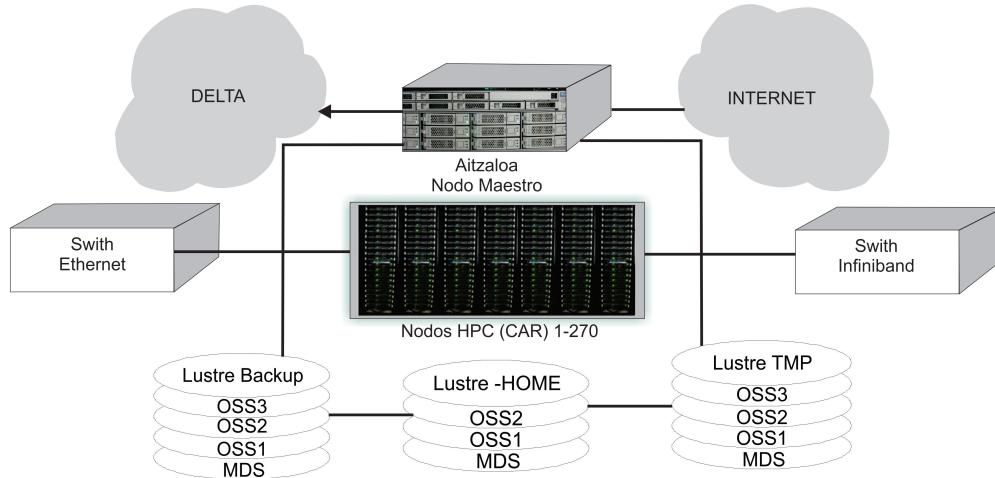 DELTA
INTERNET
Aitzaloa
Nodo Maestro
Swith
Ethernet
Swith
Infiniband
Nodos HPC (CAR) 1-270
Lustre Backup
OSS3
OSS2
OSS1
MDS
Lustre -HOME
OSS2
OSS1
MDS
Lustre TMP
OSS3
OSS2
OSS1
MDS